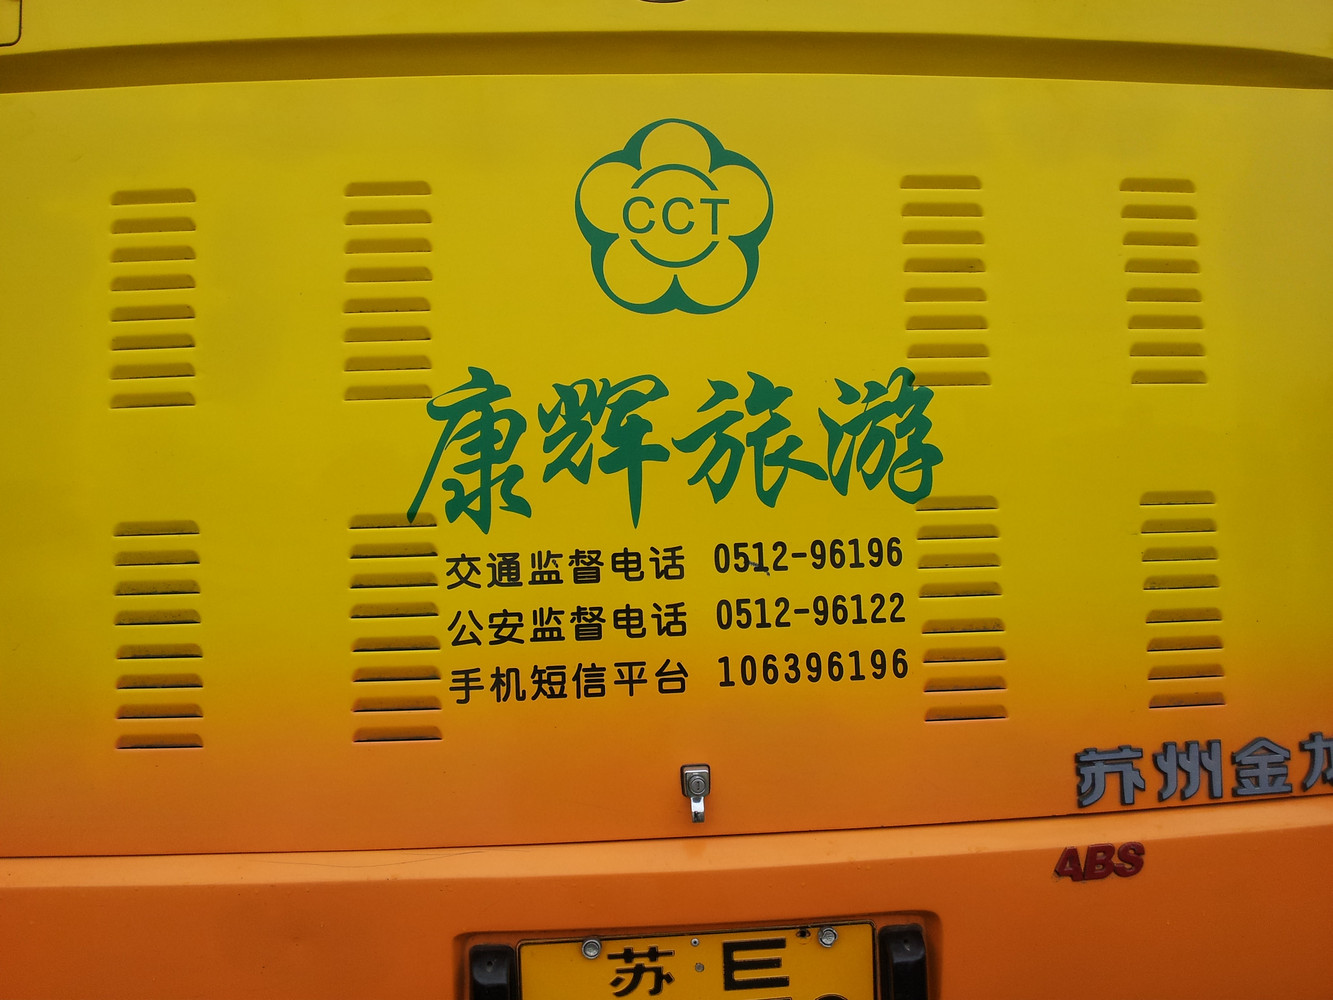 CCT
康辉旅游
交通监督电话 0512-96196
公安监督电话 0512-96122
手机短信平台 106396196
苏州金龙
ABS
苏·E